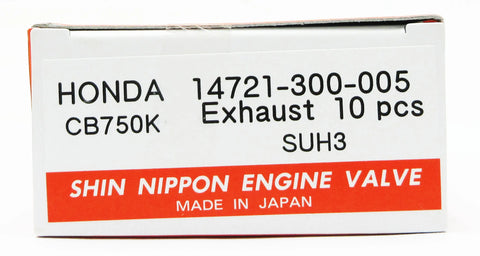 HONDA 14721-300-005
CB750K Exhaust 10 pcs
SUH3
SHIN NIPPON ENGINE VALVE
MADE IN JAPAN